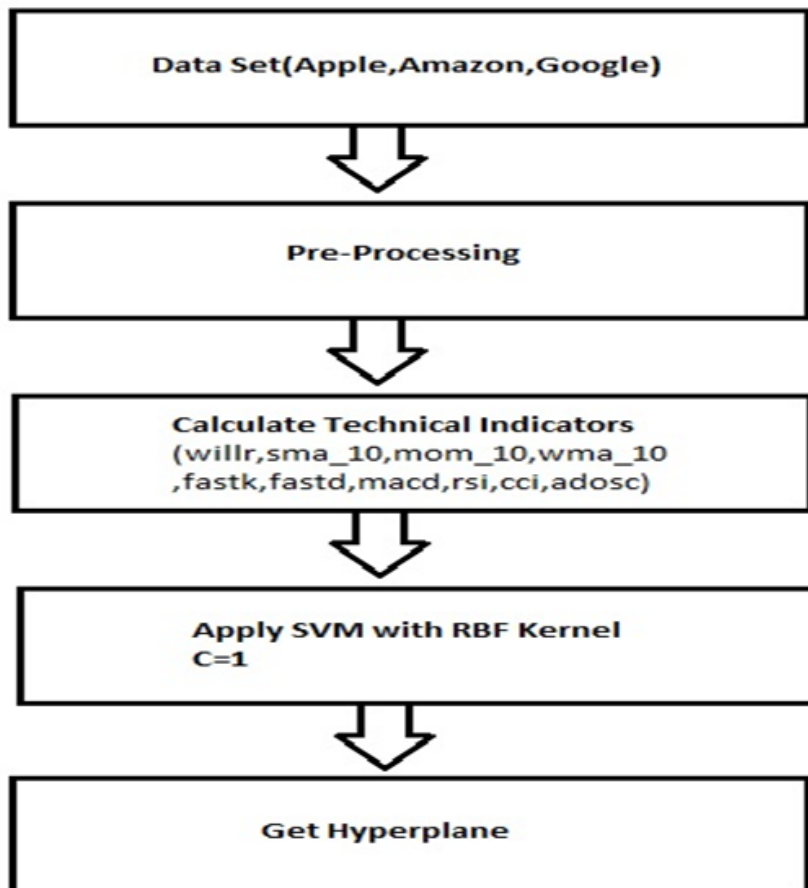 Data Set(Apple,Amazon,Google)
Pre-Processing
Calculate Technical Indicators
(willr,sma_10,mom_10,wma_10
,fastk,fastd,macd,rsi,cci,adosc)
Apply SVM with RBF Kernel
C=1
Get Hyperplane